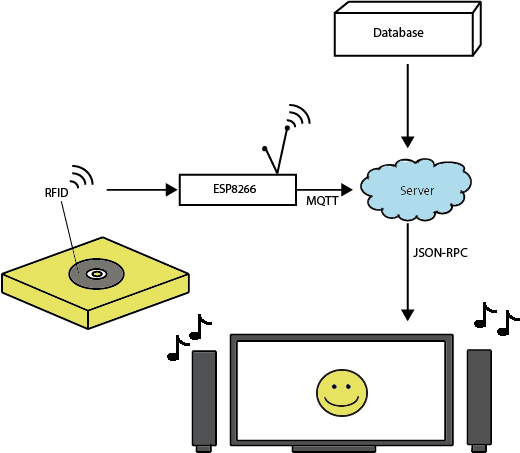 Database
RFID
ESP8266
MQTT
Server
JSON-RPC